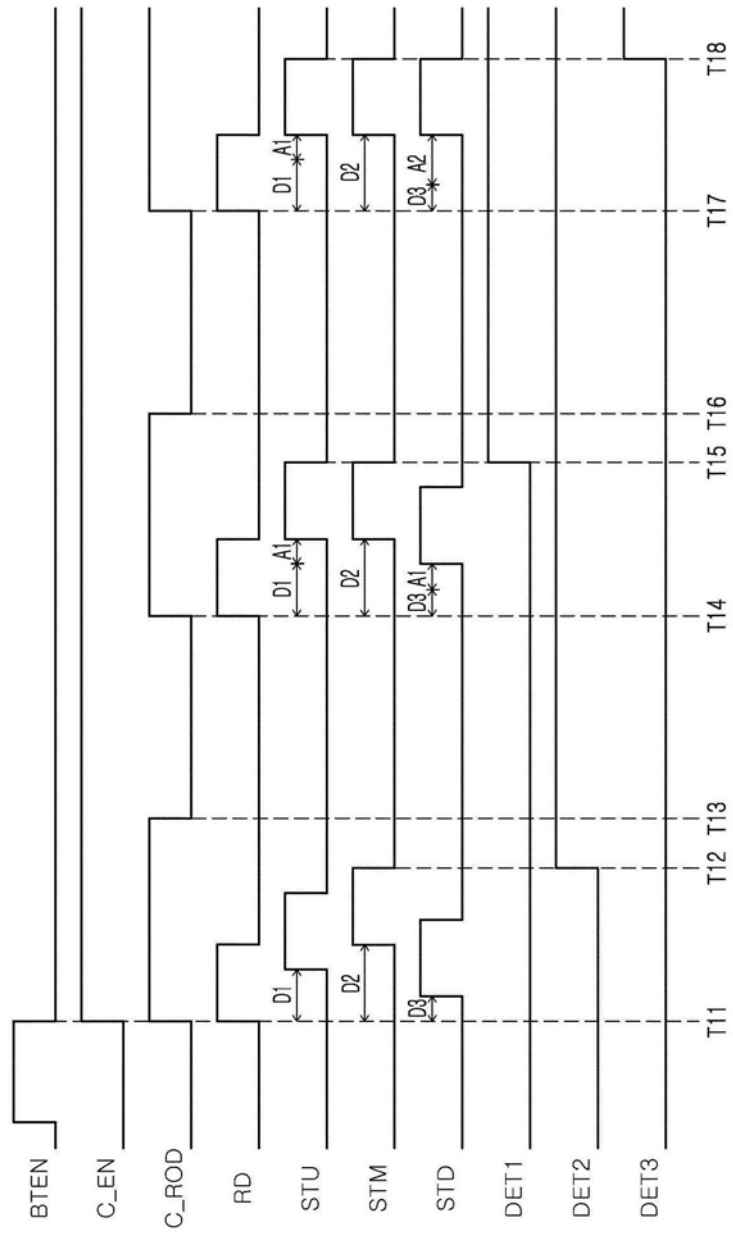 BTEN
C_EN
C_ROD
RD
STU
D1
D1 A1
D1 A1
STM
D2
D2
D2
STD
D3
D3 A1
D3 A2
DET1
DET2
DET3
T11 T12 T13 T14 T15 T16 T17 T18